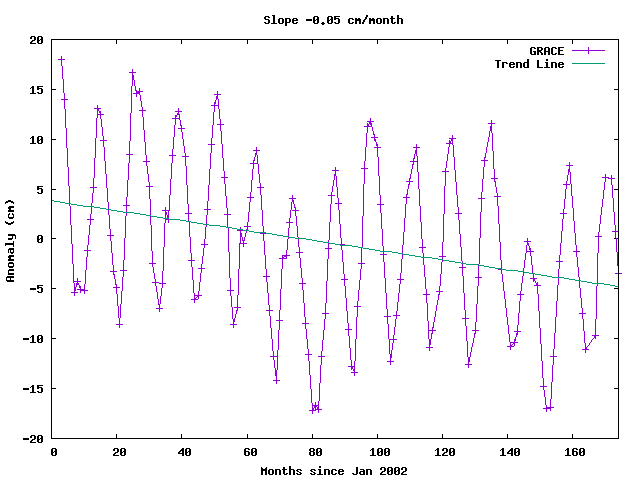 Slope -0.05 cm/month
GRACE
Trend Line
20
15
10
5
0
-5
-10
-15
-20
Anomaly (cm)
0 20 40 60 80 100 120 140 160
Months since Jan 2002